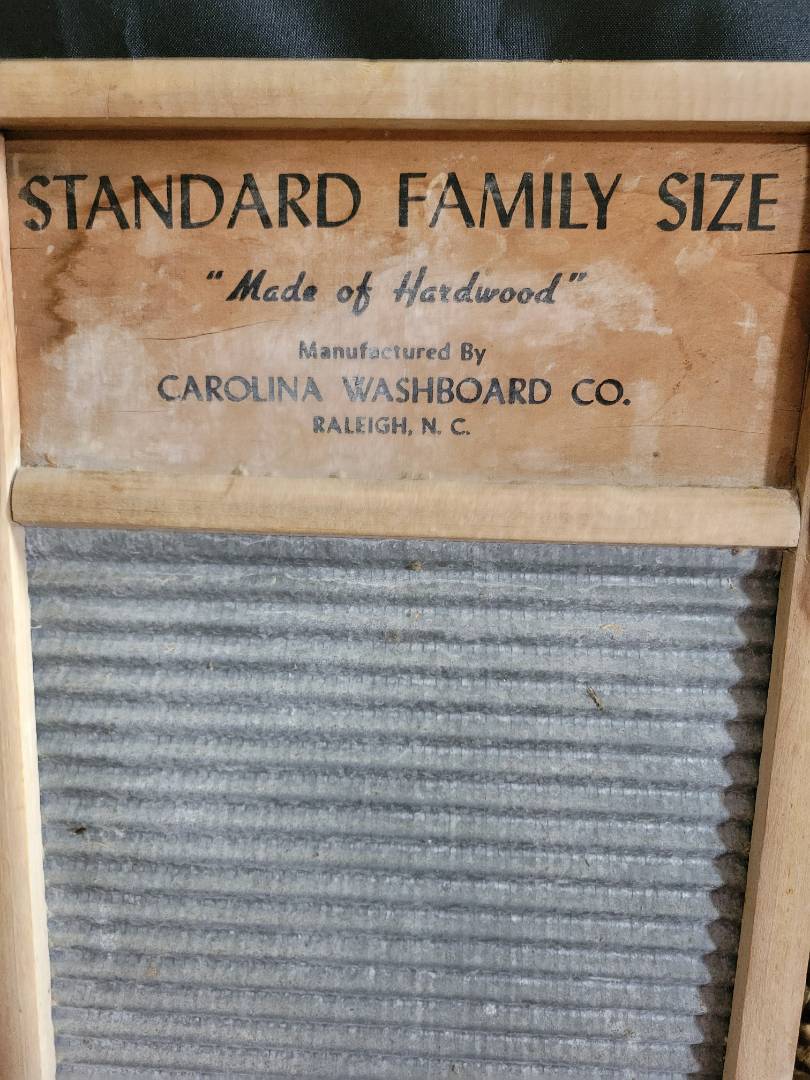 STANDARD FAMILY SIZE
"Made of Hardwood"
Manufactured By
CAROLINA WASHBOARD CO.
RALEIGH, N. C.